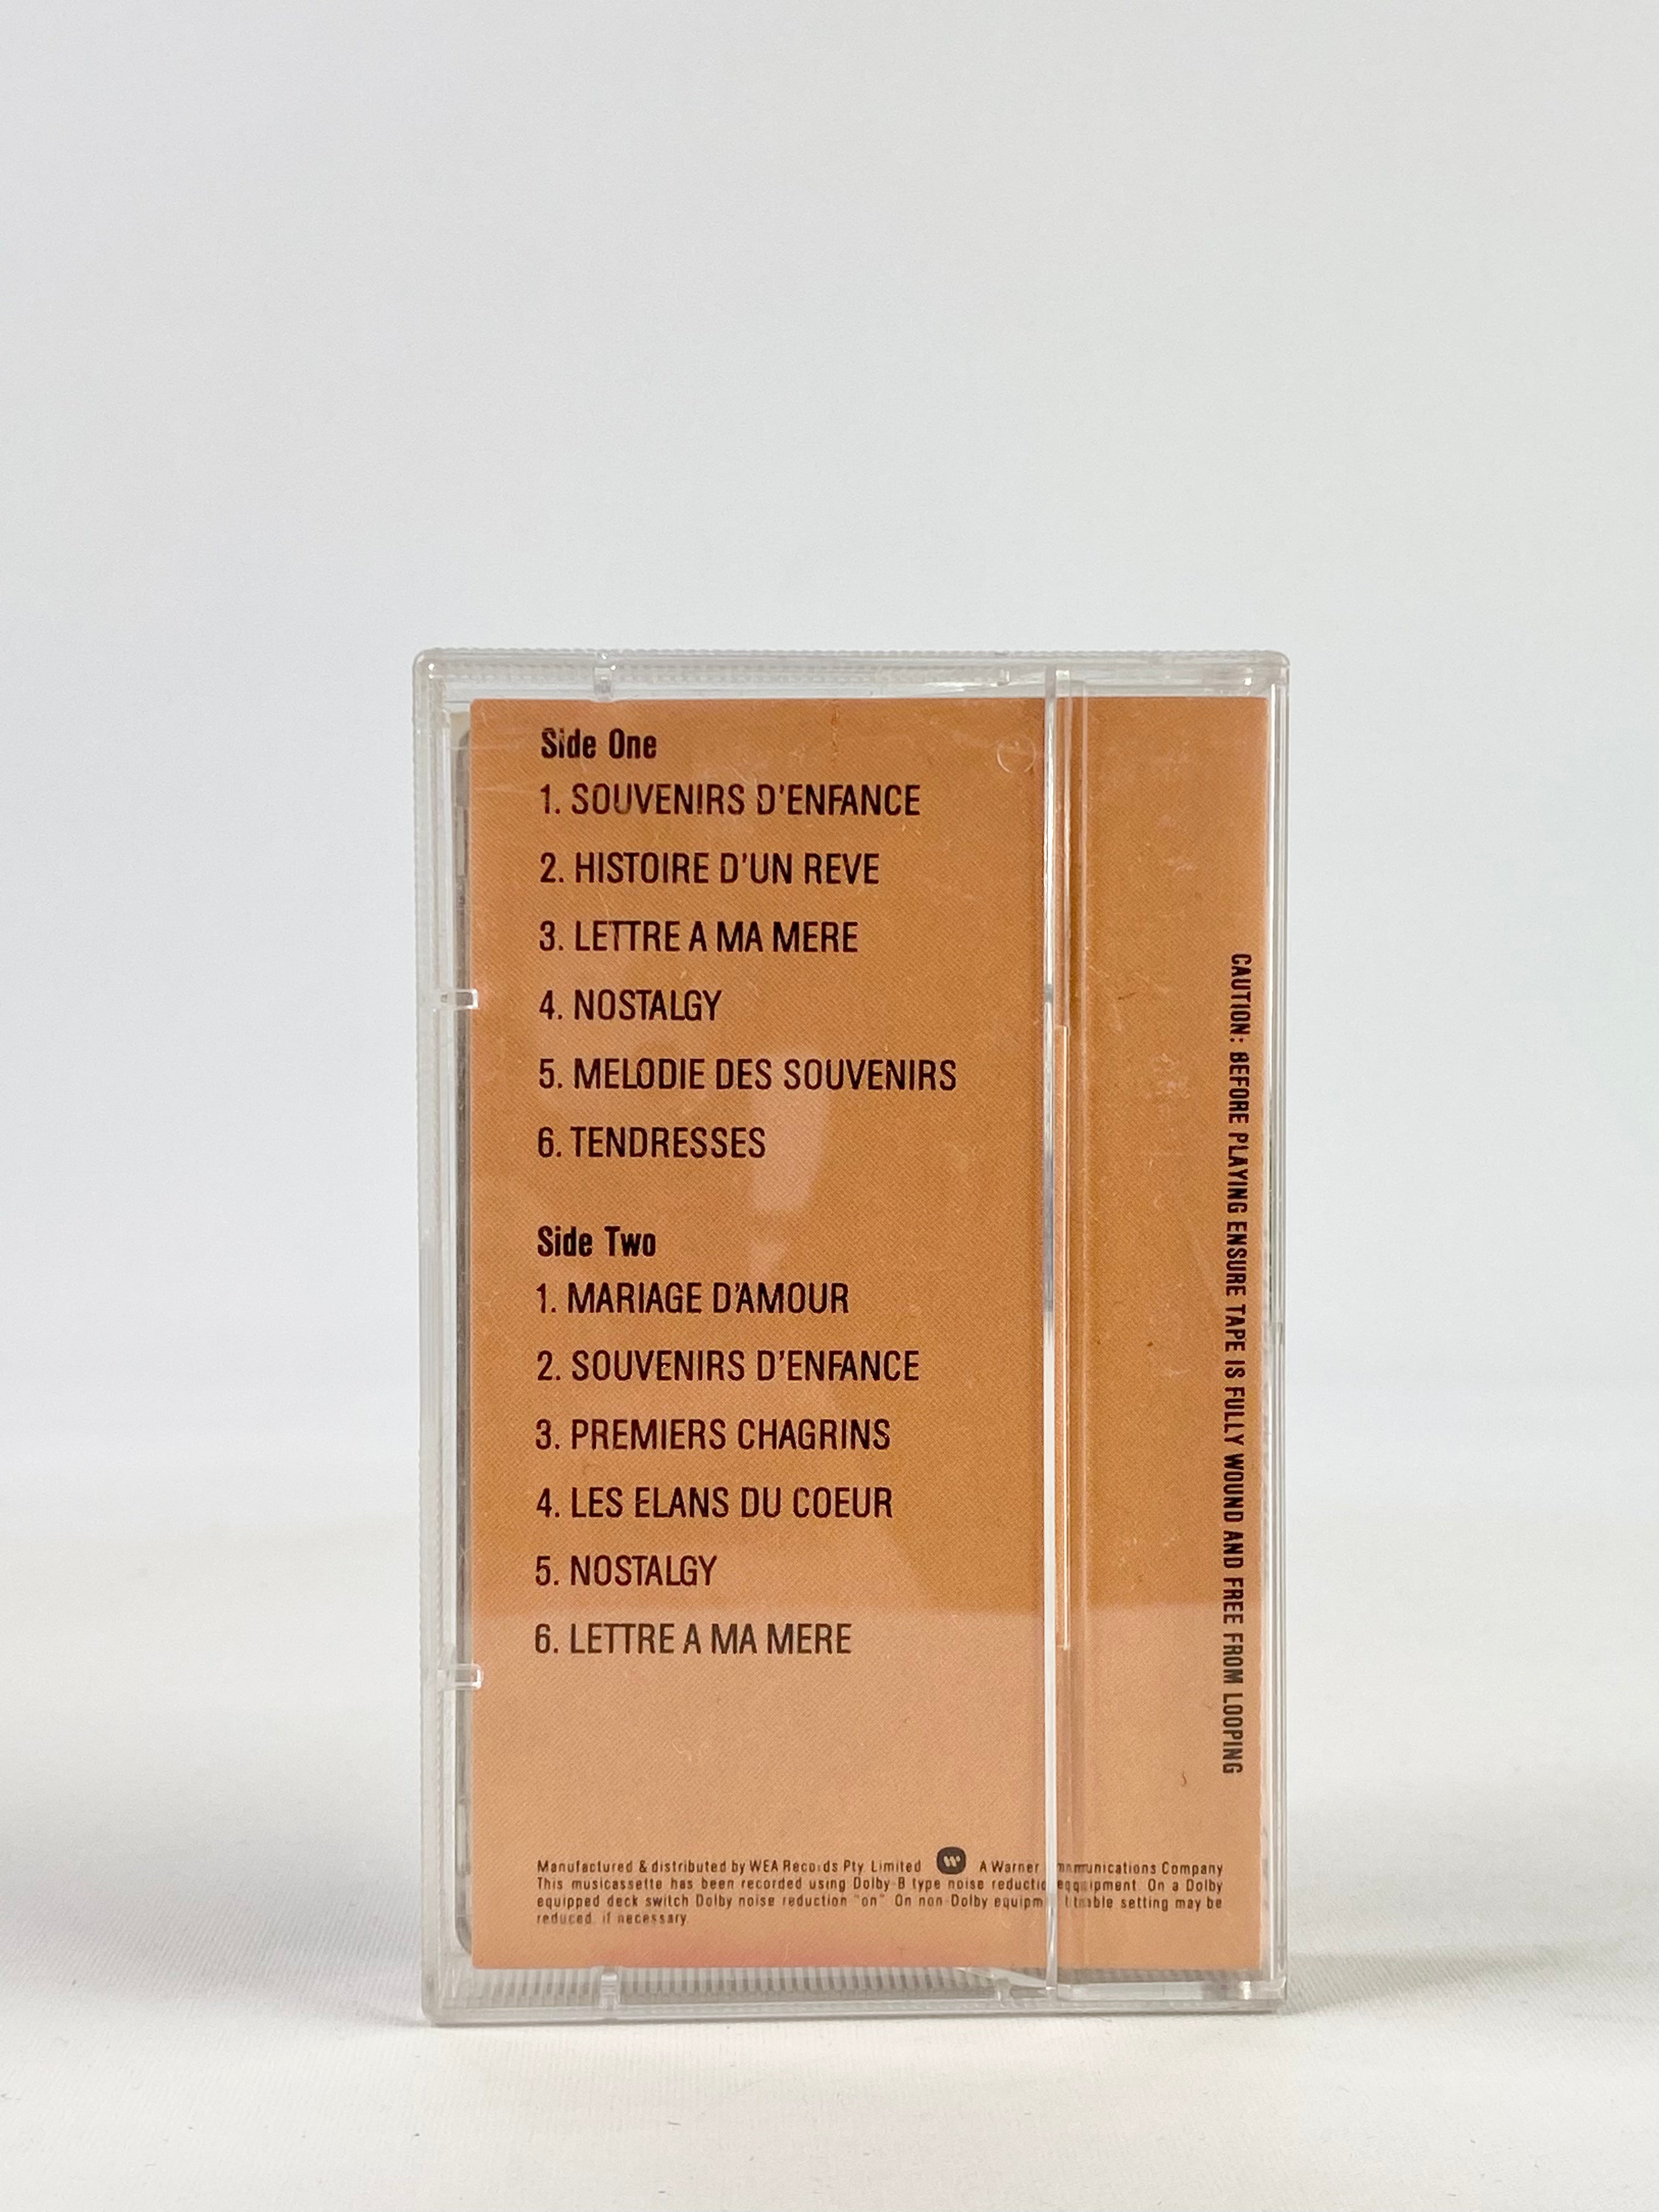 Side One
1. SOUVENIRS D'ENFANCE
2. HISTOIRE D'UN REVE
3. LETTRE A MA MERE
4. NOSTALGY
5. MELODIE DES SOUVENIRS
6. TENDRESSES
Side Two
1. MARIAGE D'AMOUR
2. SOUVENIRS D'ENFANCE
3. PREMIERS CHAGRINS
4. LES ELANS DU COEUR
5. NOSTALGY
6. LETTRE A MA MERE
Manufactured & distributed by WEA Records Pty. Limited A Warner Company
This musicassette has been recorded using Dolby-B type noise On a Dolby
equipped deck switch Dolby noise reduction "on" On non-Dolby setting may be
reduced, if necessary.
CAUTION: BEFORE PLAYING ENSURE TAPE IS FULLY WOUND AND FREE FROM LOOPING